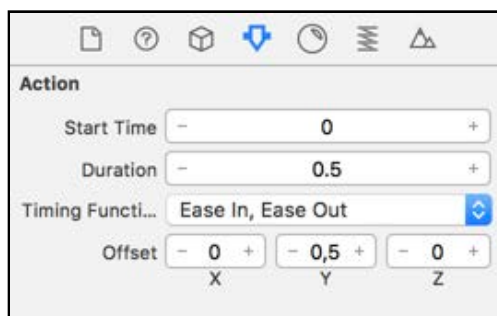 Action
Start Time − 0 +
Duration − 0.5 +
Timing Functi... Ease In, Ease Out
Offset − 0 + − 0,5 + − 0 +
X Y Z